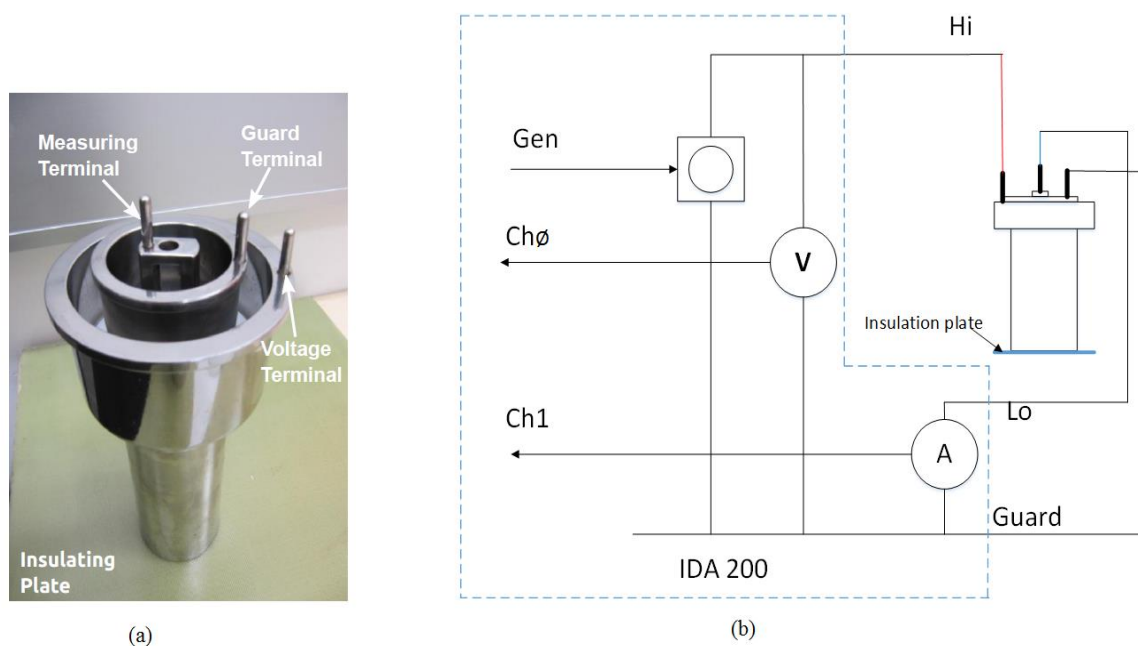 Measuring
Terminal
Guard
Terminal
Voltage
Terminal
Insulating
Plate
(a)
Hi
Gen
Chø
V
Insulation plate
Lo
Ch1
A
Guard
IDA 200
(b)